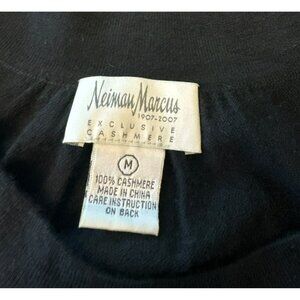 Neiman Marcus
1907-2007
EXCLUSIVE
CASHMERE
M
100% CASHMERE
MADE IN CHINA
CARE INSTRUCTION
ON BACK